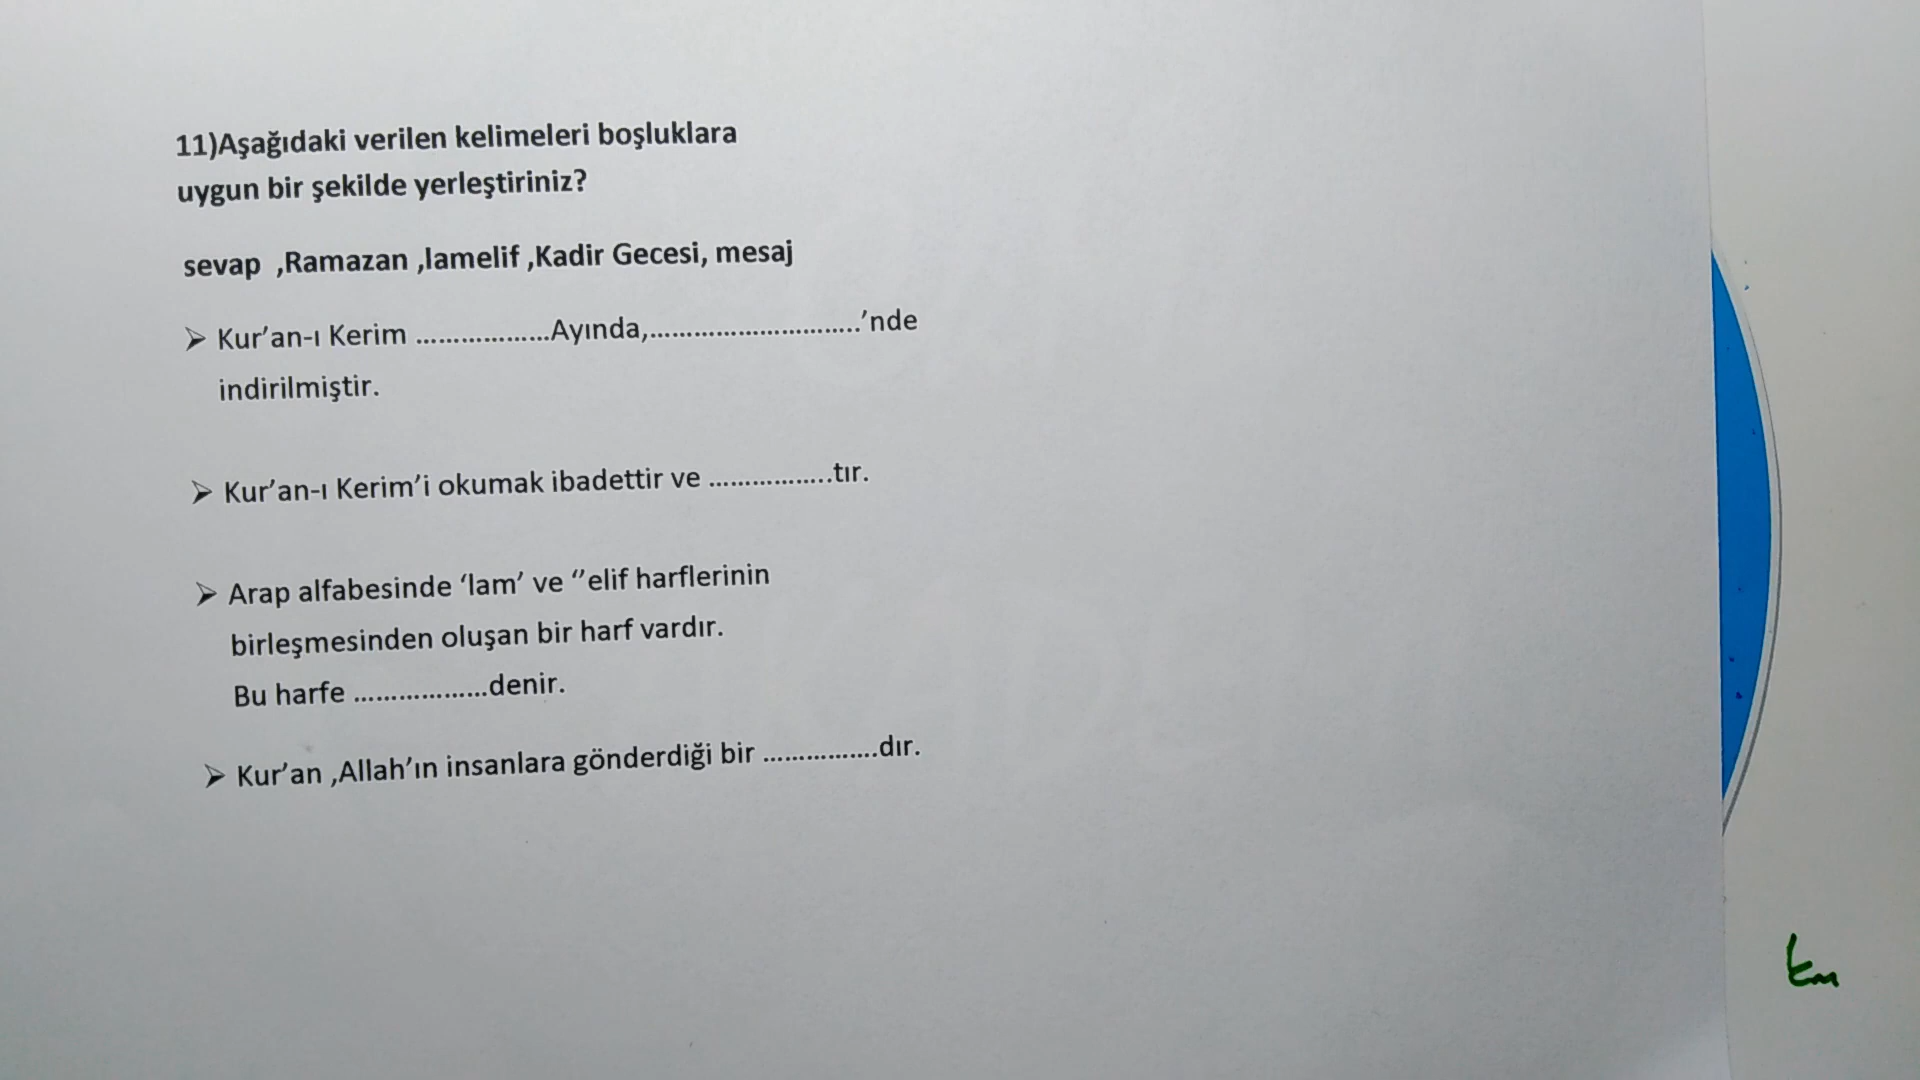 11)Aşağıdaki verilen kelimeleri boşluklara
uygun bir şekilde yerleştiriniz?
sevap ,Ramazan ,lamelif ,Kadir Gecesi, mesaj
➢ Kur’an-ı Kerim ..................Ayında,............................’nde
indirilmiştir.
➢ Kur’an-ı Kerim’i okumak ibadettir ve .................tır.
➢ Arap alfabesinde ‘lam’ ve ‘’elif harflerinin
birleşmesinden oluşan bir harf vardır.
Bu harfe ..................denir.
➢ Kur’an ,Allah’ın insanlara gönderdiği bir ................dır.